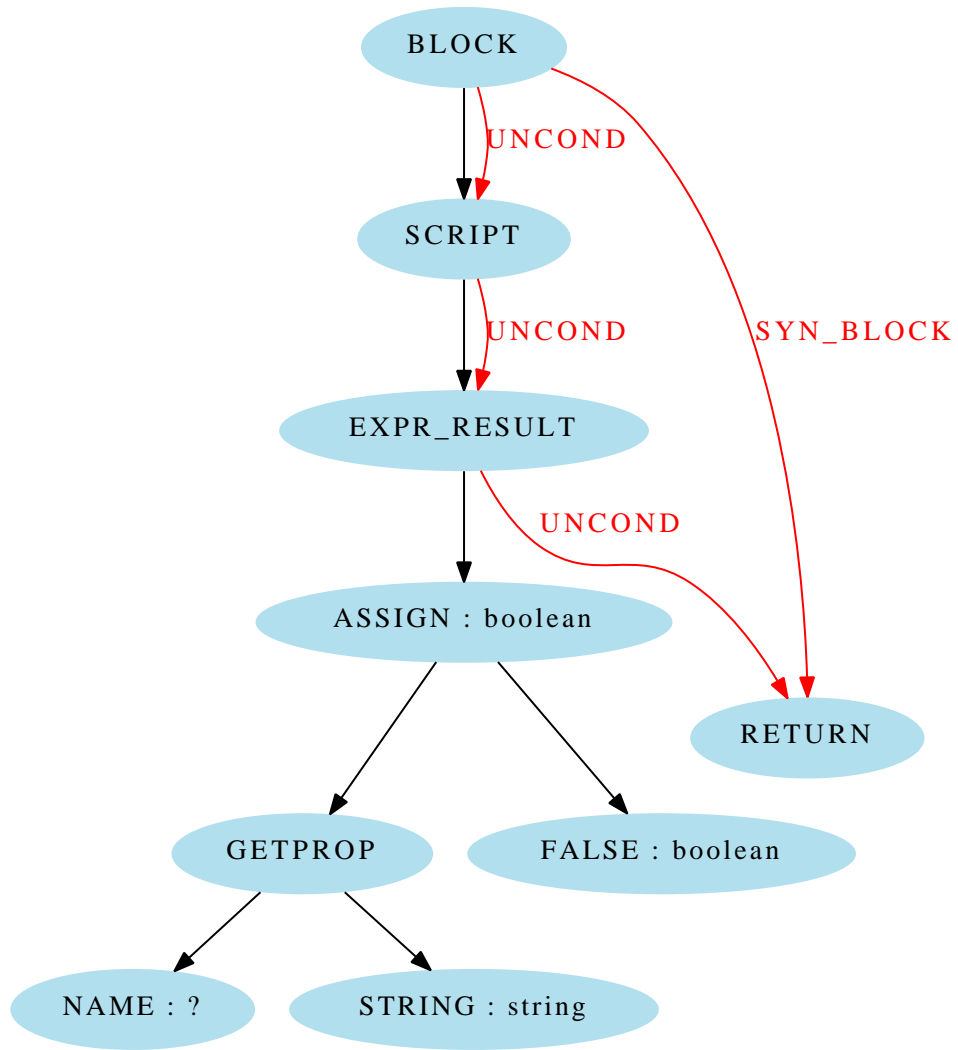 BLOCK
UNCOND
SCRIPT
UNCOND
SYN_BLOCK
EXPR_RESULT
UNCOND
ASSIGN : boolean
RETURN
GETPROP
FALSE : boolean
NAME : ?
STRING : string